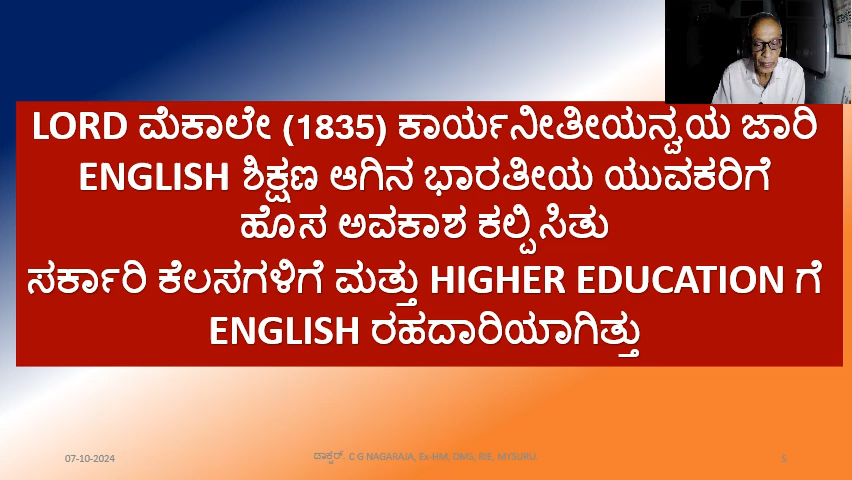 LORD ಮೆಕಾಲೇ (1835) ಕಾರ್ಯನೀತೀಯನ್ವಯ ಜಾರಿ
ENGLISH ಶಿಕ್ಷಣ ಆಗಿನ ಭಾರತೀಯ ಯುವಕರಿಗೆ
ಹೊಸ ಅವಕಾಶ ಕಲ್ಪಿಸಿತು
ಸರ್ಕಾರಿ ಕೆಲಸಗಳಿಗೆ ಮತ್ತು HIGHER EDUCATION ಗೆ
ENGLISH ರಹದಾರಿಯಾಗಿತ್ತು
07-10-2024
ಡಾಕ್ಟರ್. C G NAGARAJA, Ex-HM, DMS, RIE, MYSURU.
5